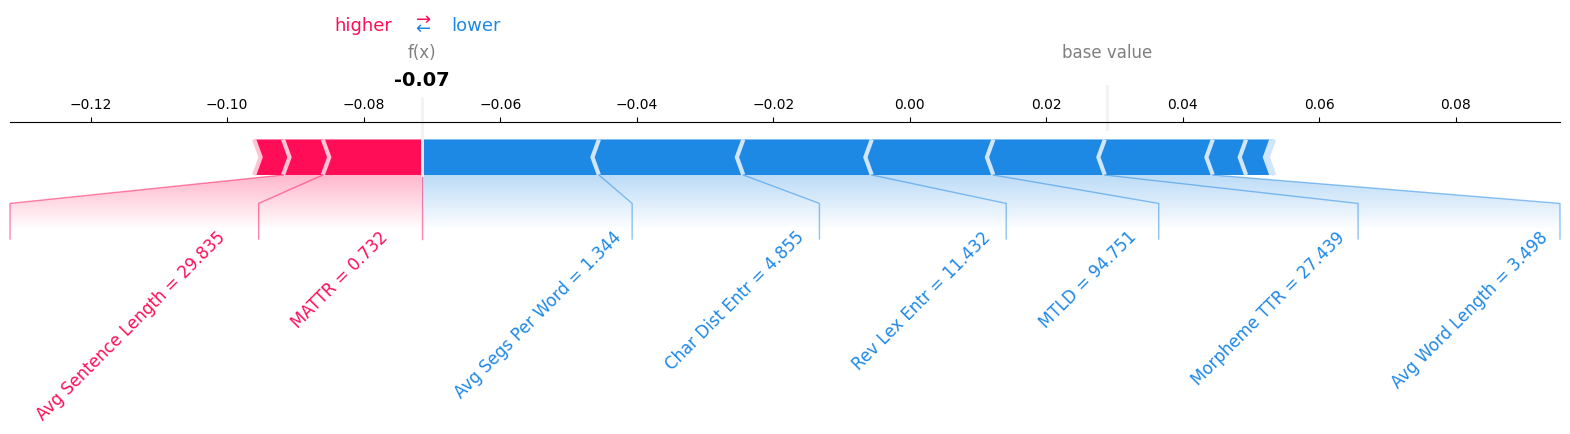 higher ⇄ lower
f(x)
base value
-0.07
−0.12 −0.10 −0.08 −0.06 −0.04 −0.02 0.00 0.02 0.04 0.06 0.08
Avg Sentence Length = 29.835
MATTR = 0.732
Avg Segs Per Word = 1.344
Char Dist Entr = 4.855
Rev Lex Entr = 11.432
MTLD = 94.751
Morpheme TTR = 27.439
Avg Word Length = 3.498